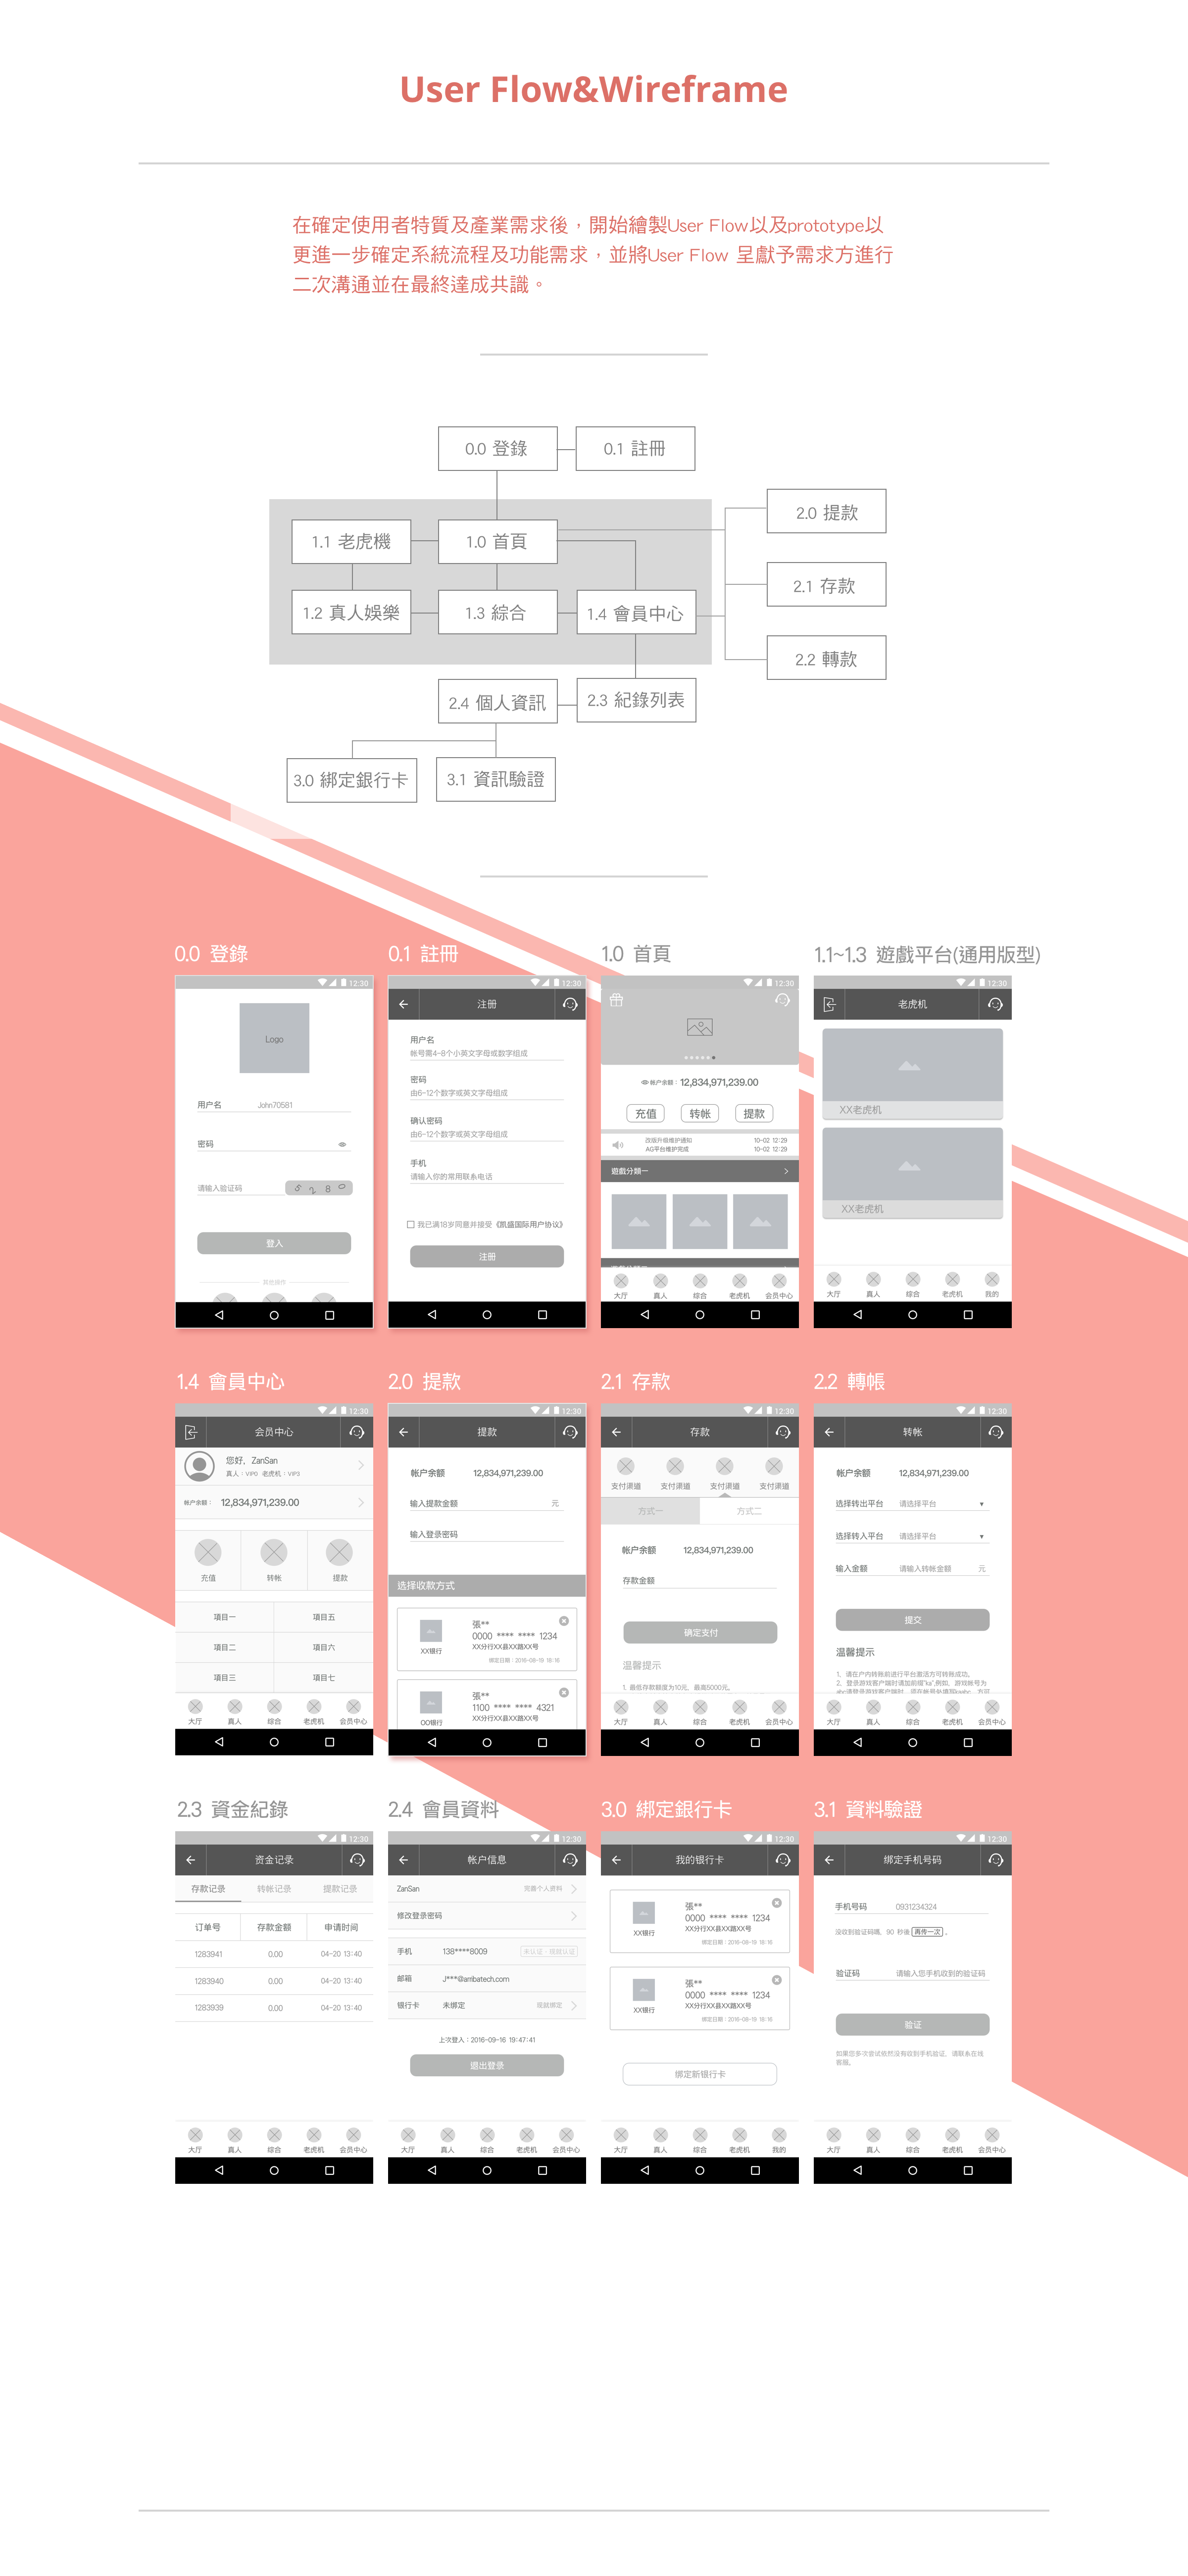 User Flow&Wireframe
在確定使用者特質及產業需求後，開始繪製User Flow以及prototype以
更進一步確定系統流程及功能需求，並將User Flow 呈獻予需求方進行
二次溝通並在最終達成共識。
0.0 登錄
0.1 註冊
2.0 提款
1.1 老虎機
1.0 首頁
2.1 存款
1.2 真人娛樂
1.3 綜合
1.4 會員中心
2.2 轉款
2.4 個人資訊
2.3 紀錄列表
3.0 綁定銀行卡
3.1 資訊驗證
0.0 登錄
12:30
Logo
用户名 John70581
密码
请输入验证码 5 2 8 0
登入
其他操作
0.1 註冊
12:30
注册
用户名
帐号需4-8个小英文字母或数字组成
密码
由6-12个数字或英文字母组成
确认密码
由6-12个数字或英文字母组成
手机
请输入你的常用联系电话
我已满18岁同意并接受《凯盛国际用户协议》
注册
1.0 首頁
12:30
帐户余额：12,834,971,239.00
充值 转帐 提款
改版升级维护通知 10-02 12:29
AG平台维护完成 10-02 12:29
遊戲分類一
大厅 真人 综合 老虎机 会员中心
1.1~1.3 遊戲平台(通用版型)
12:30
老虎机
XX老虎机
XX老虎机
大厅 真人 综合 老虎机 我的
1.4 會員中心
12:30
会员中心
您好，ZanSan
真人：VIP0 老虎机：VIP3
帐户余额： 12,834,971,239.00
充值 转帐 提款
項目一 項目五
項目二 項目六
項目三 項目七
大厅 真人 综合 老虎机 会员中心
2.0 提款
12:30
提款
帐户余额 12,834,971,239.00
输入提款金额 元
输入登录密码
选择收款方式
張**
0000 **** **** 1234
XX银行 XX分行XX县XX路XX号
绑定日期：2016-08-19 18:18
張**
1100 **** **** 4321
OO银行 XX分行XX县XX路XX号
2.1 存款
12:30
存款
支付渠道 支付渠道 支付渠道 支付渠道
方式一 方式二
帐户余额 12,834,971,239.00
存款金额
确定支付
温馨提示
1. 最低存款额度为10元，最高5000元。
大厅 真人 综合 老虎机 会员中心
2.2 轉帳
12:30
转帐
帐户余额 12,834,971,239.00
选择转出平台 请选择平台
选择转入平台 请选择平台
输入金额 请输入转帐金额 元
提交
温馨提示
1、请在户内转帐前进行平台激活方可转帐成功。
2、登录游戏客户端时请加前缀"ka",例如，游戏帐号为
大厅 真人 综合 老虎机 会员中心
2.3 資金紀錄
12:30
资金记录
存款记录 转帐记录 提款记录
订单号 存款金额 申请时间
1283941 0.00 04-20 13:40
1283940 0.00 04-20 13:40
1283939 0.00 04-20 13:40
大厅 真人 综合 老虎机 会员中心
2.4 會員資料
12:30
帐户信息
ZanSan 完善个人资料
修改登录密码
手机 138****8009 未认证，现就认证
邮箱 J***@arribatech.com
银行卡 未绑定 现就绑定
上次登入：2016-09-16 19:47:41
退出登录
大厅 真人 综合 老虎机 会员中心
3.0 綁定銀行卡
12:30
我的银行卡
張**
0000 **** **** 1234
XX银行 XX分行XX县XX路XX号
绑定日期：2016-08-19 18:18
張**
0000 **** **** 1234
XX银行 XX分行XX县XX路XX号
绑定日期：2016-08-19 18:18
绑定新银行卡
大厅 真人 综合 老虎机 我的
3.1 資料驗證
12:30
绑定手机号码
手机号码 0931234324
没收到验证码嘛，90 秒後 再传一次 。
验证码 请输入您手机收到的验证码
验证
如果您多次尝试依然没有收到手机验证，请联系在线
客服。
大厅 真人 综合 老虎机 会员中心